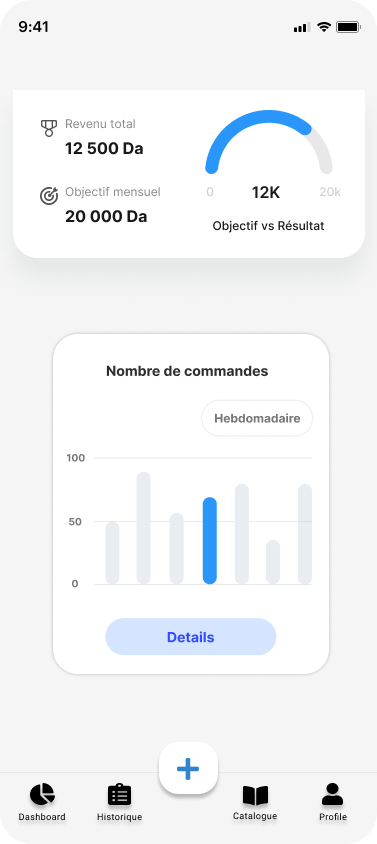 9:41
Revenu total
12 500 Da
Objectif mensuel
20 000 Da
0 12K 20k
Objectif vs Résultat
Nombre de commandes
Hebdomadaire
100
50
0
Details
Dashboard Historique Catalogue Profile